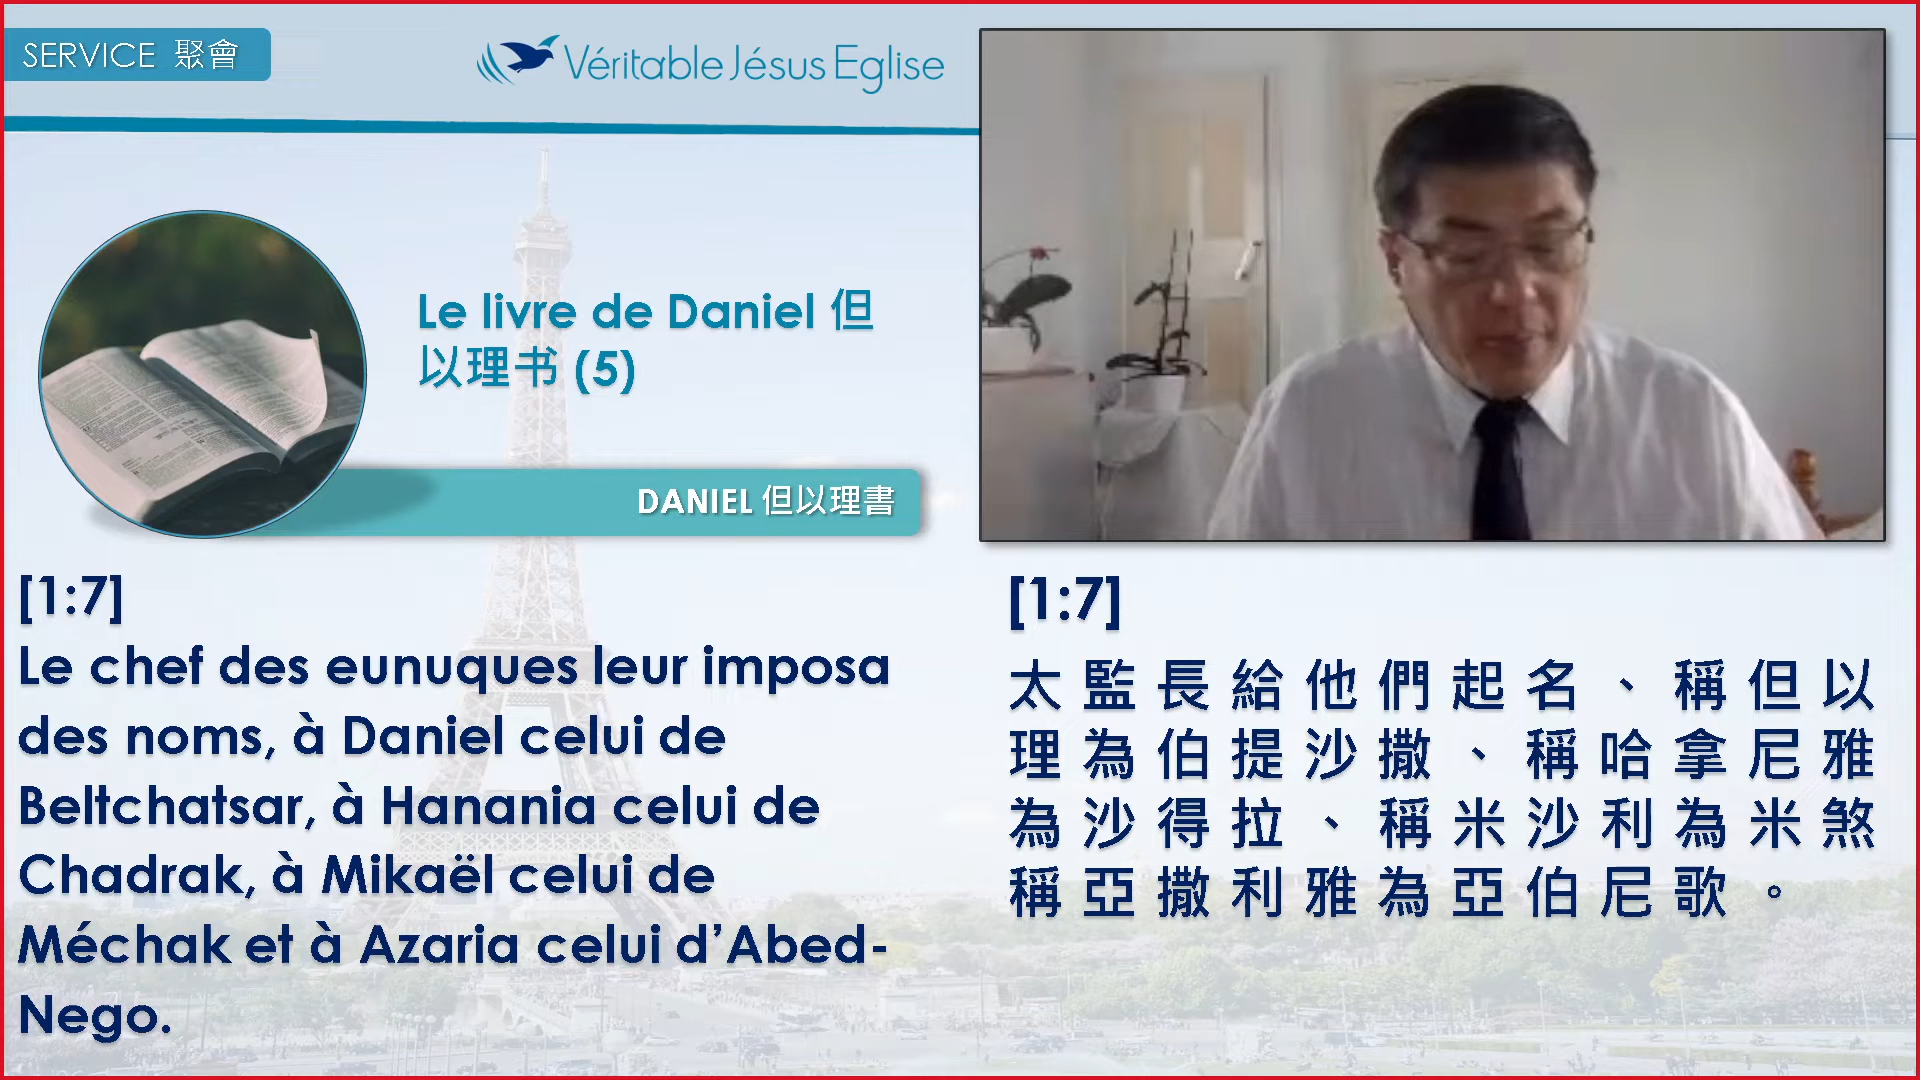 SERVICE 聚會
Véritable Jésus Eglise
Le livre de Daniel 但
以理书 (5)
DANIEL 但以理書
[1:7]
Le chef des eunuques leur imposa
des noms, à Daniel celui de
Beltchatsar, à Hanania celui de
Chadrak, à Mikaël celui de
Méchak et à Azaria celui d’Abed-
Nego.
[1:7]
太監長給他們起名、稱但以
理為伯提沙撒、稱哈拿尼雅
為沙得拉、稱米沙利為米煞
稱亞撒利雅為亞伯尼歌。